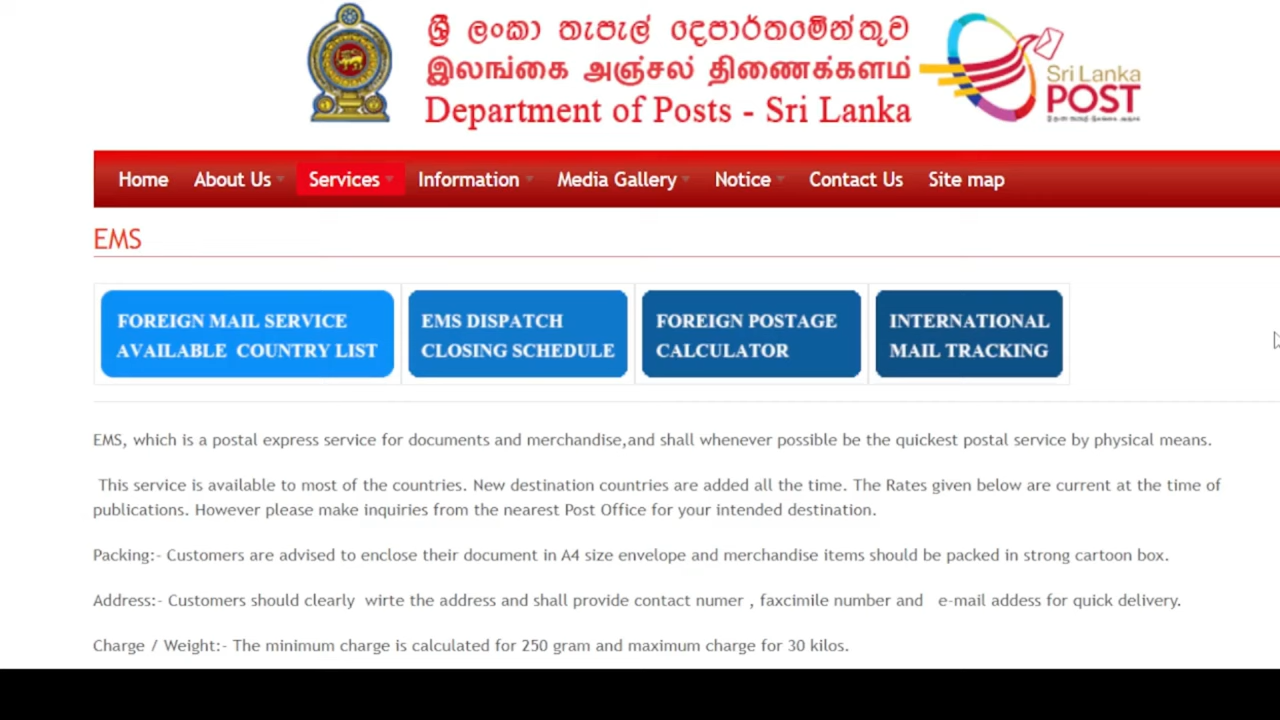 ශ්‍රී ලංකා තැපැල් දෙපාර්තමේන්තුව
இலங்கை அஞ்சல் திணைக்களம்
Department of Posts - Sri Lanka
Sri Lanka
POST
Home About Us Services Information Media Gallery Notice Contact Us Site map
EMS
FOREIGN MAIL SERVICE
AVAILABLE COUNTRY LIST
EMS DISPATCH
CLOSING SCHEDULE
FOREIGN POSTAGE
CALCULATOR
INTERNATIONAL
MAIL TRACKING
EMS, which is a postal express service for documents and merchandise,and shall whenever possible be the quickest postal service by physical means.
This service is available to most of the countries. New destination countries are added all the time. The Rates given below are current at the time of
publications. However please make inquiries from the nearest Post Office for your intended destination.
Packing:- Customers are advised to enclose their document in A4 size envelope and merchandise items should be packed in strong cartoon box.
Address:- Customers should clearly wirte the address and shall provide contact numer , faxcimile number and e-mail addess for quick delivery.
Charge / Weight:- The minimum charge is calculated for 250 gram and maximum charge for 30 kilos.